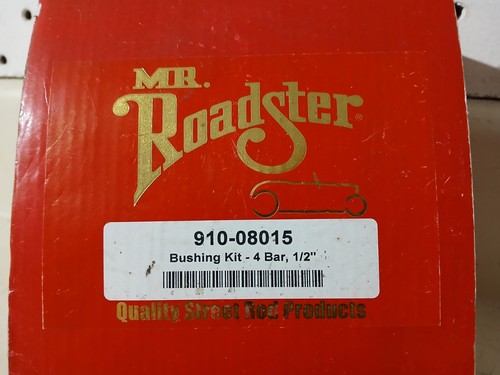 MR.
Roadster
®
910-08015
Bushing Kit - 4 Bar, 1/2"
Quality Street Rod Products